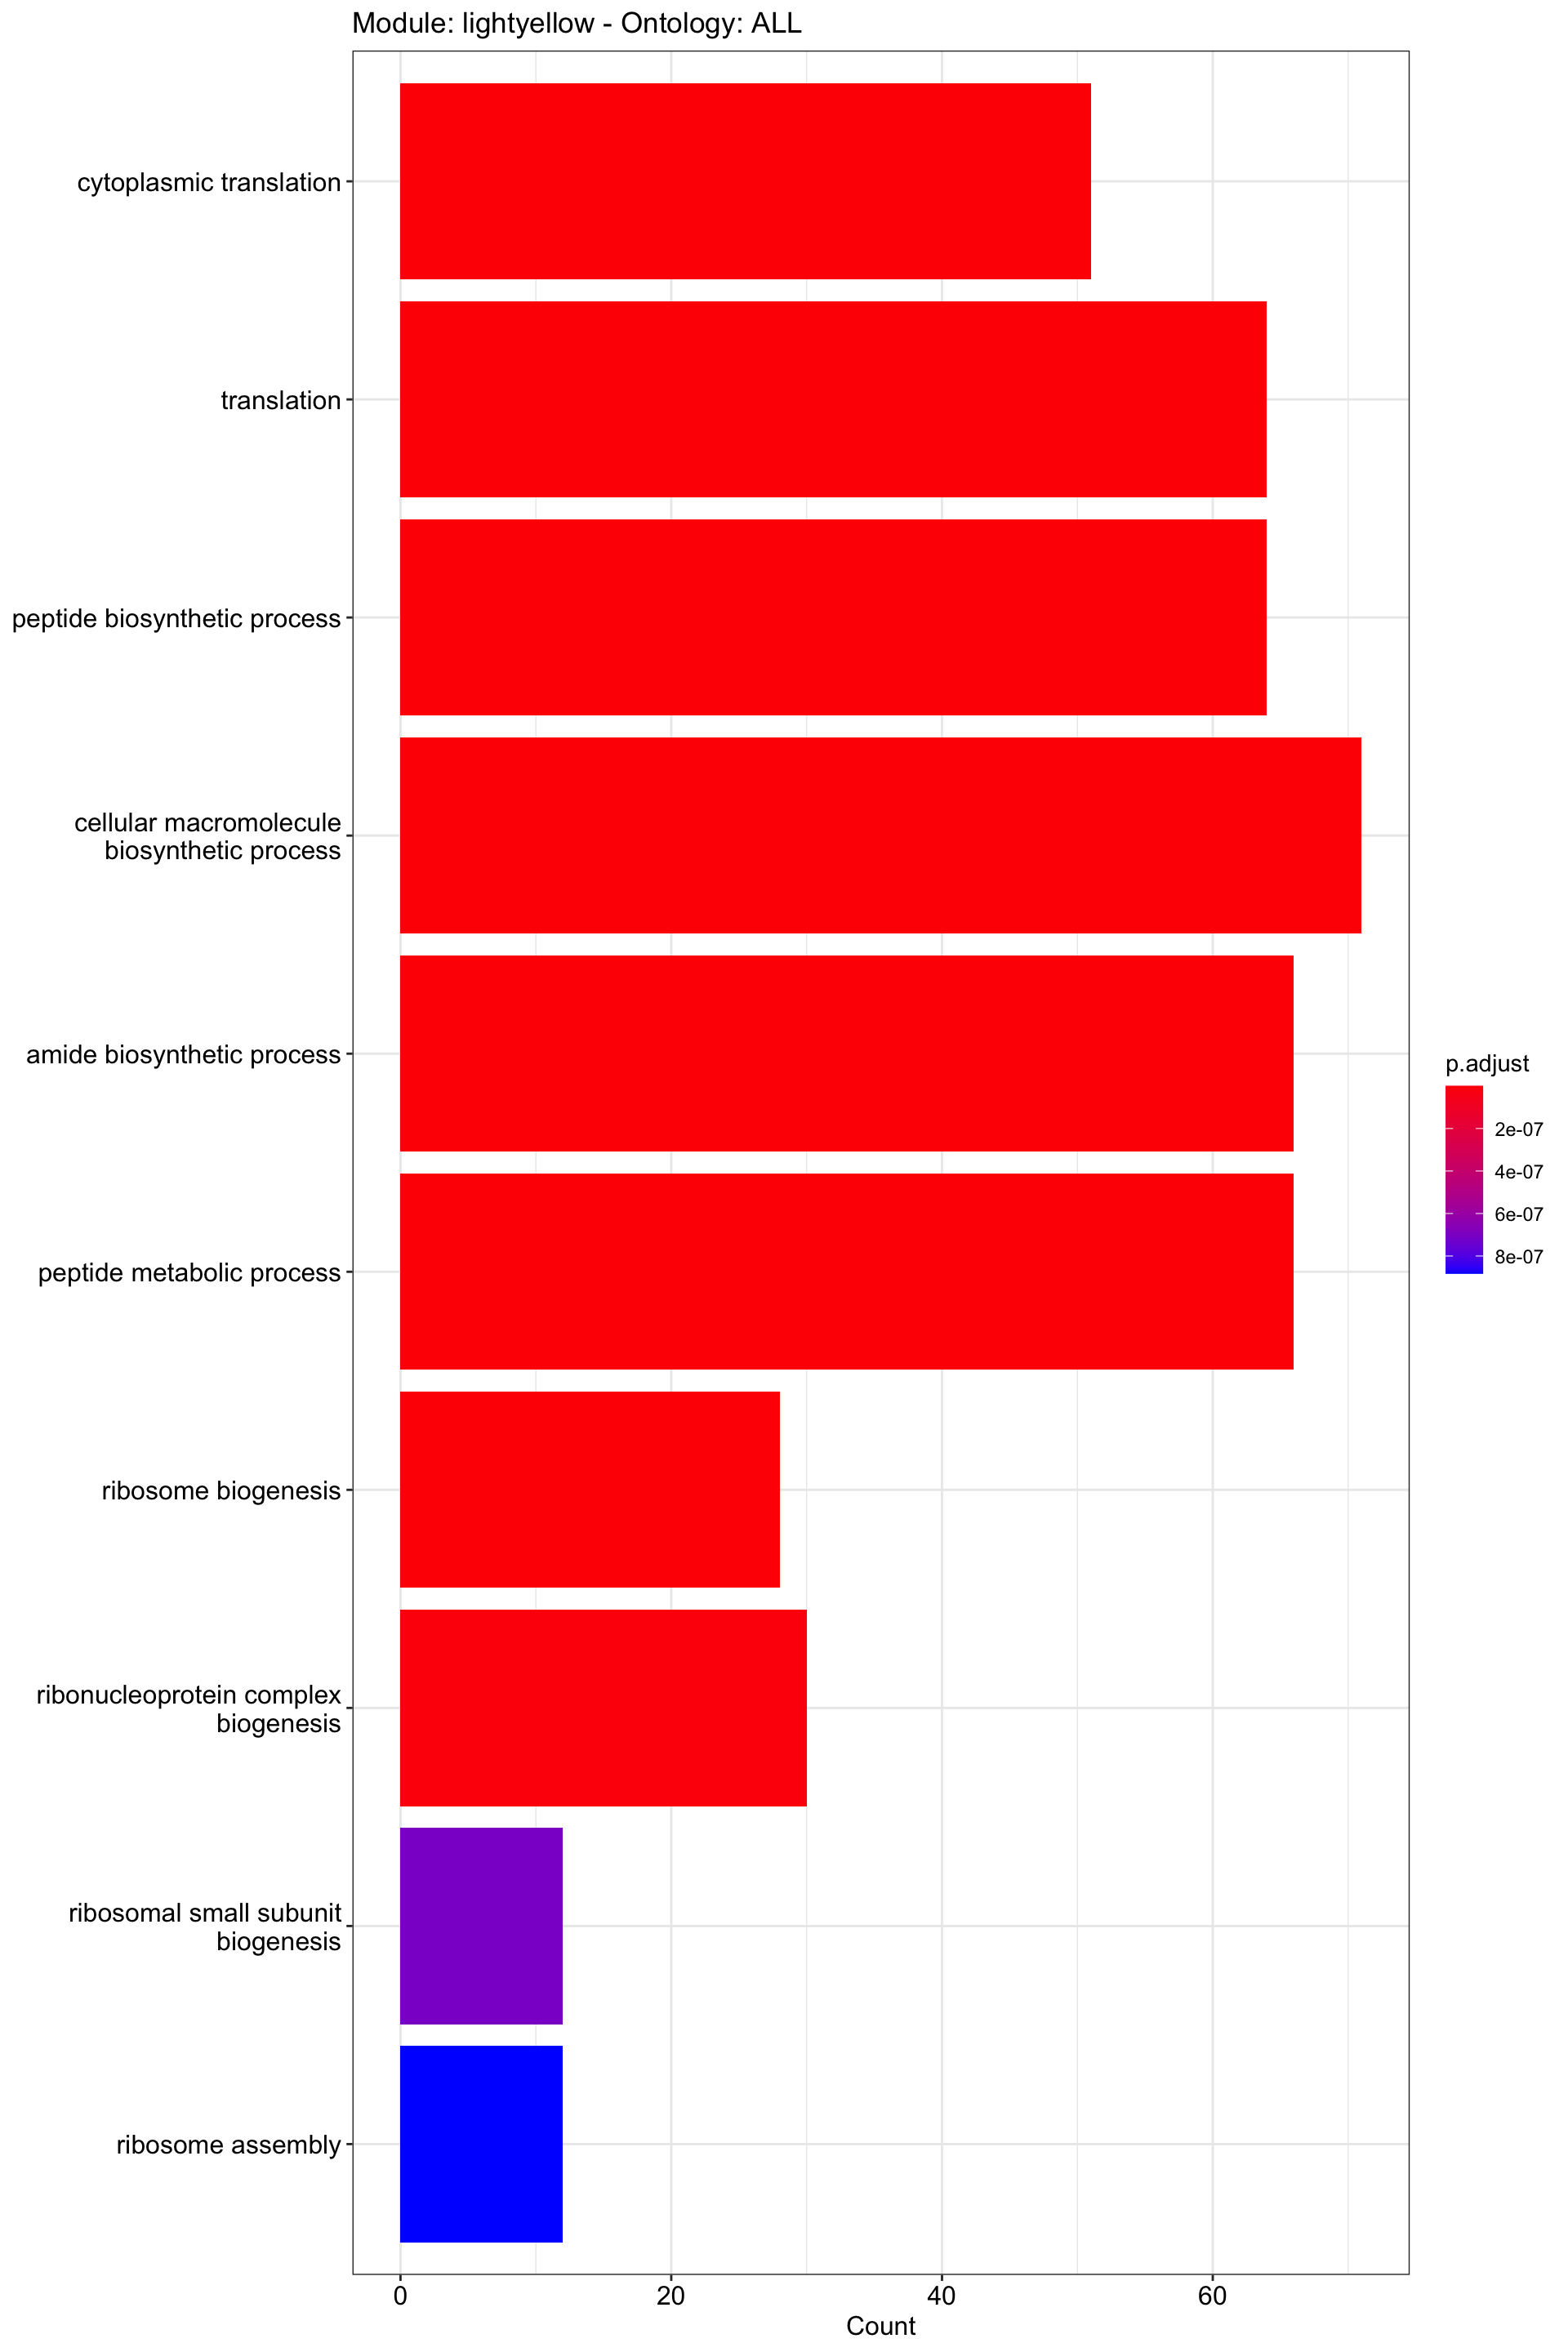 Module: lightyellow - Ontology: ALL
cytoplasmic translation
translation
peptide biosynthetic process
cellular macromolecule
biosynthetic process
amide biosynthetic process
peptide metabolic process
ribosome biogenesis
ribonucleoprotein complex
biogenesis
ribosomal small subunit
biogenesis
ribosome assembly
0 20 40 60
Count
p.adjust
2e-07
4e-07
6e-07
8e-07